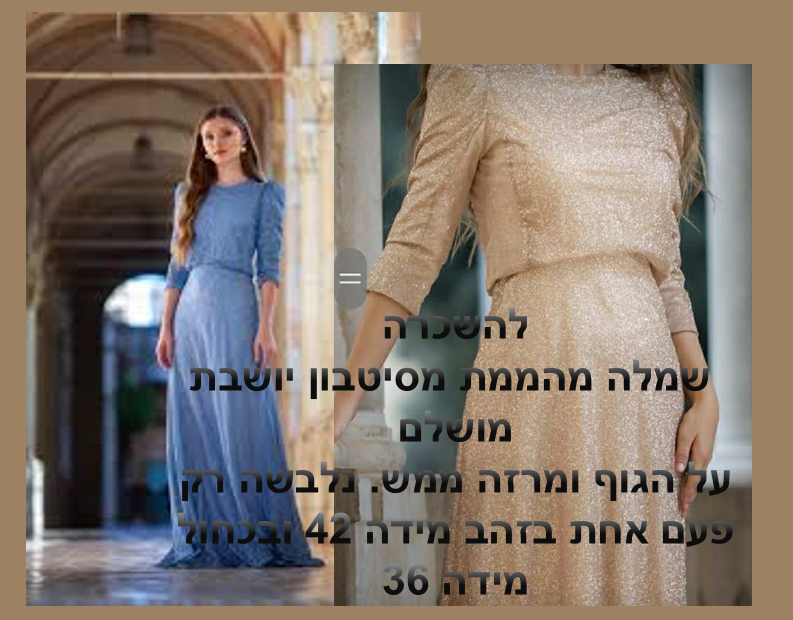 להשכרה
שמלה מהממת מסיטבון יושבת
מושלם
על הגוף ומרזה ממש. נלבשה רק
פעם אחת בזהב מידה 42 ובכחול
מידה 36